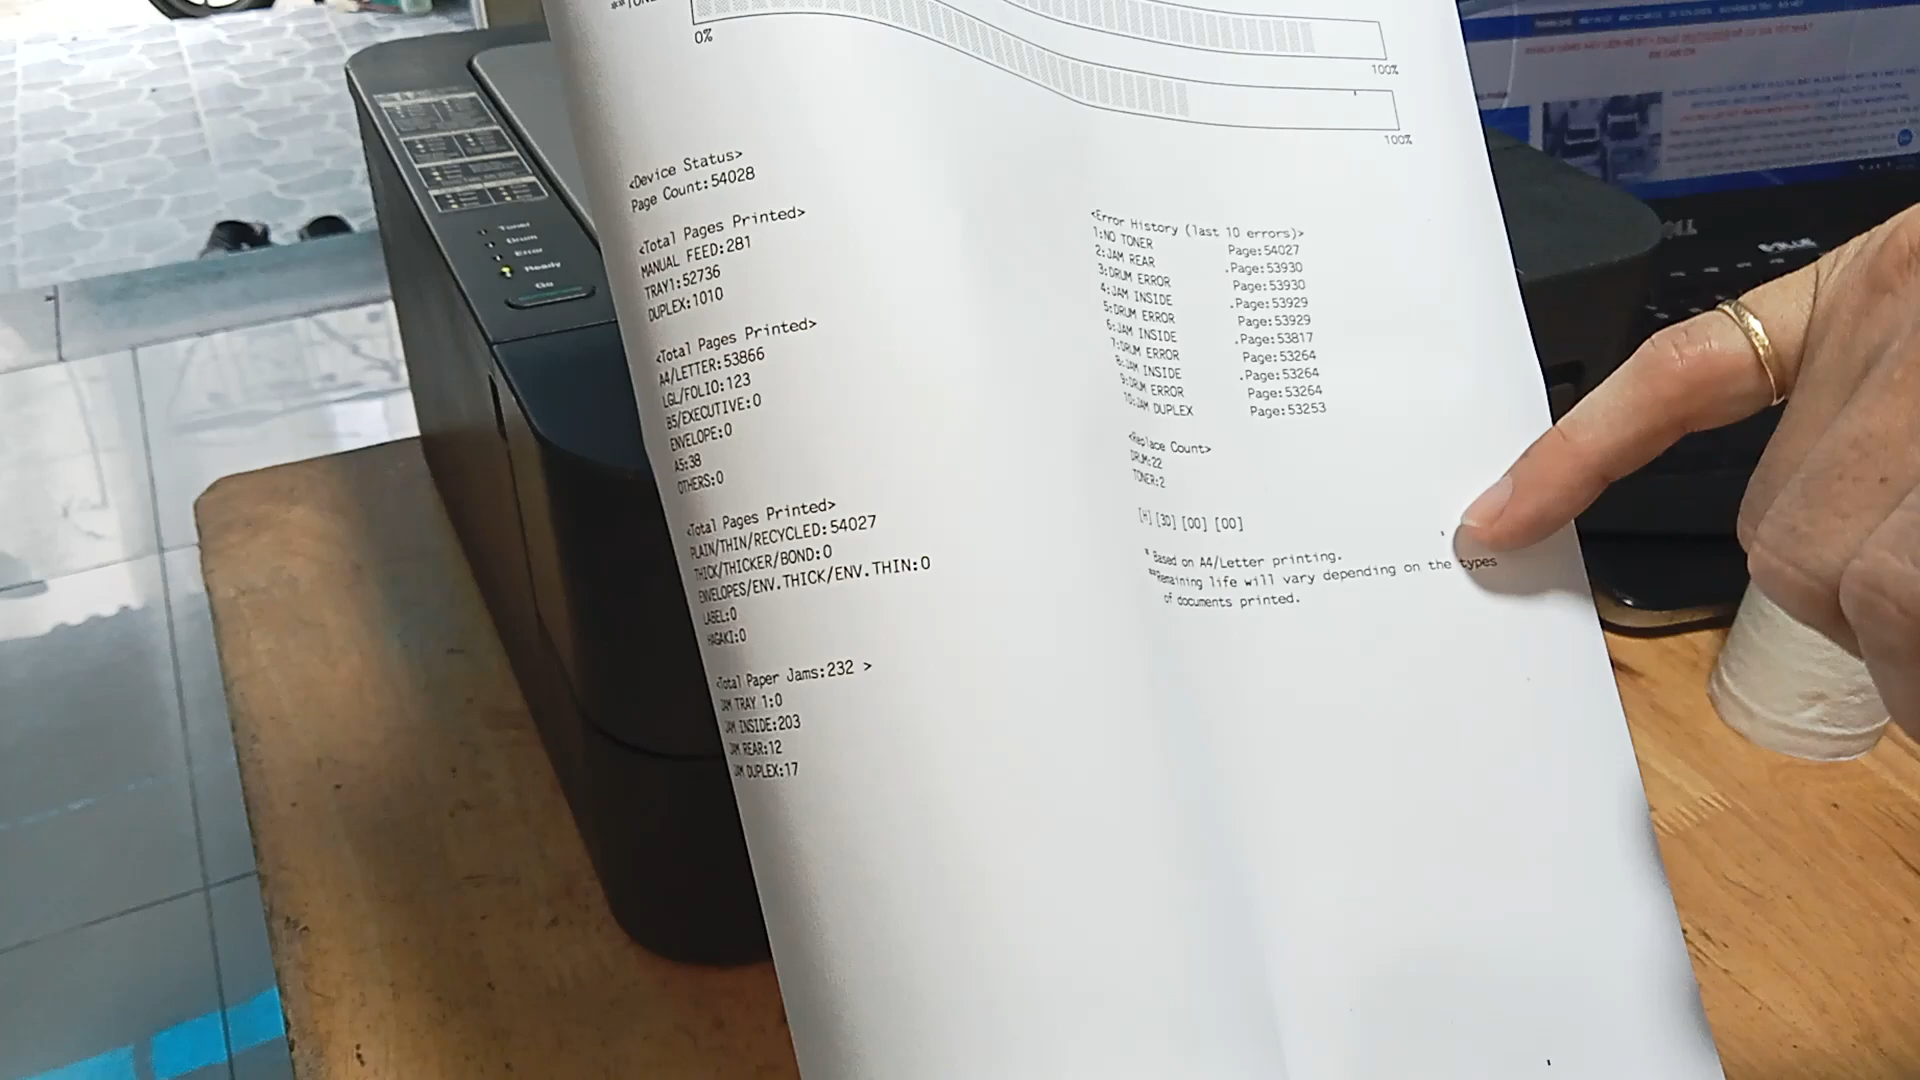 0%
100%
100%
<Device Status>
Page Count:54028
<Total Pages Printed>
MANUAL FEED:281
TRAY1:52736
DUPLEX:1010
<Total Pages Printed>
A4/LETTER:53866
LGL/FOLIO:123
B5/EXECUTIVE:0
ENVELOPE:0
A5:38
OTHERS:0
<Total Pages Printed>
PLAIN/THIN/RECYCLED:54027
THICK/THICKER/BOND:0
ENVELOPES/ENV.THICK/ENV.THIN:0
LABEL:0
HAGAKI:0
<Total Paper Jams:232 >
JAM TRAY 1:0
JAM INSIDE:203
JAM REAR:12
JAM DUPLEX:17
<Error History (last 10 errors)>
1:NO TONER Page:54027
2:JAM REAR Page:53930
3:DRUM ERROR Page:53930
4:JAM INSIDE Page:53929
5:DRUM ERROR Page:53929
6:JAM INSIDE Page:53817
7:DRUM ERROR Page:53264
8:JAM INSIDE Page:53264
9:DRUM ERROR Page:53264
10:JAM DUPLEX Page:53253
<Replace Count>
DRUM:22
TONER:2
[H] [3D] [00] [00]
* Based on A4/Letter printing.
**Remaining life will vary depending on the types
of documents printed.
Toner
Drum
Error
Ready
Go